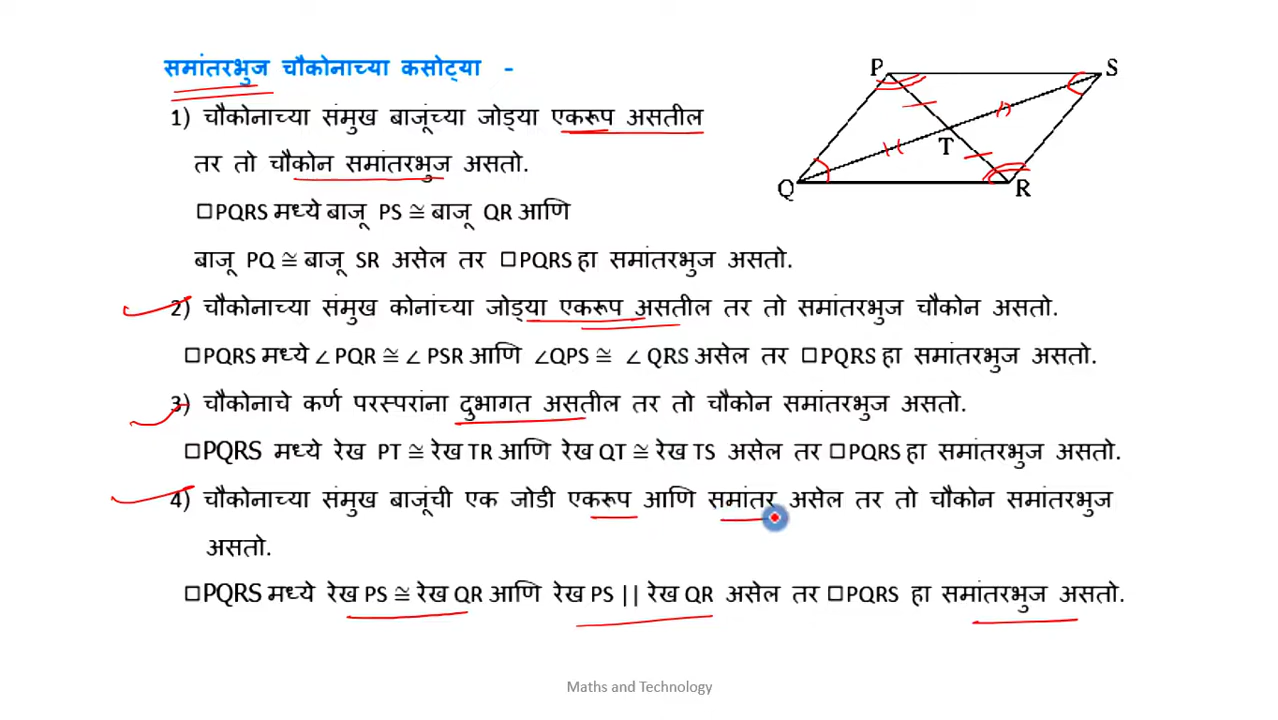 समांतरभुज चौकोनाच्या कसोट्या -
1) चौकोनाच्या संमुख बाजूंच्या जोड्या एकरूप असतील
तर तो चौकोन समांतरभुज असतो.
□PQRS मध्ये बाजू PS ≅ बाजू QR आणि
बाजू PQ ≅ बाजू SR असेल तर □PQRS हा समांतरभुज असतो.
2) चौकोनाच्या संमुख कोनांच्या जोड्या एकरूप असतील तर तो समांतरभुज चौकोन असतो.
□PQRS मध्ये ∠ PQR ≅ ∠ PSR आणि ∠QPS ≅ ∠ QRS असेल तर □PQRS हा समांतरभुज असतो.
3) चौकोनाचे कर्ण परस्परांना दुभागत असतील तर तो चौकोन समांतरभुज असतो.
□PQRS मध्ये रेख PT ≅ रेख TR आणि रेख QT ≅ रेख TS असेल तर □PQRS हा समांतरभुज असतो.
4) चौकोनाच्या संमुख बाजूंची एक जोडी एकरूप आणि समांतर असेल तर तो चौकोन समांतरभुज
असतो.
□PQRS मध्ये रेख PS ≅ रेख QR आणि रेख PS || रेख QR असेल तर □PQRS हा समांतरभुज असतो.
P
S
T
Q
R
Maths and Technology